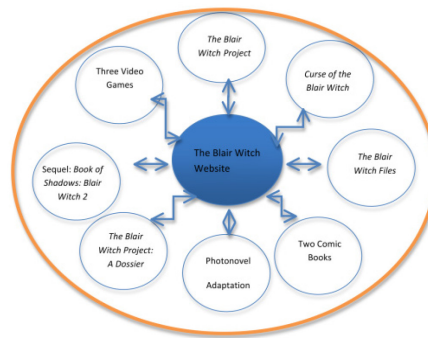 The Blair
Witch Project
Three Video
Games
Curse of the
Blair Witch
The Blair Witch
Website
Sequel: Book of
Shadows: Blair
Witch 2
The Blair
Witch Files
The Blair
Witch Project:
A Dossier
Photonovel
Adaptation
Two Comic
Books